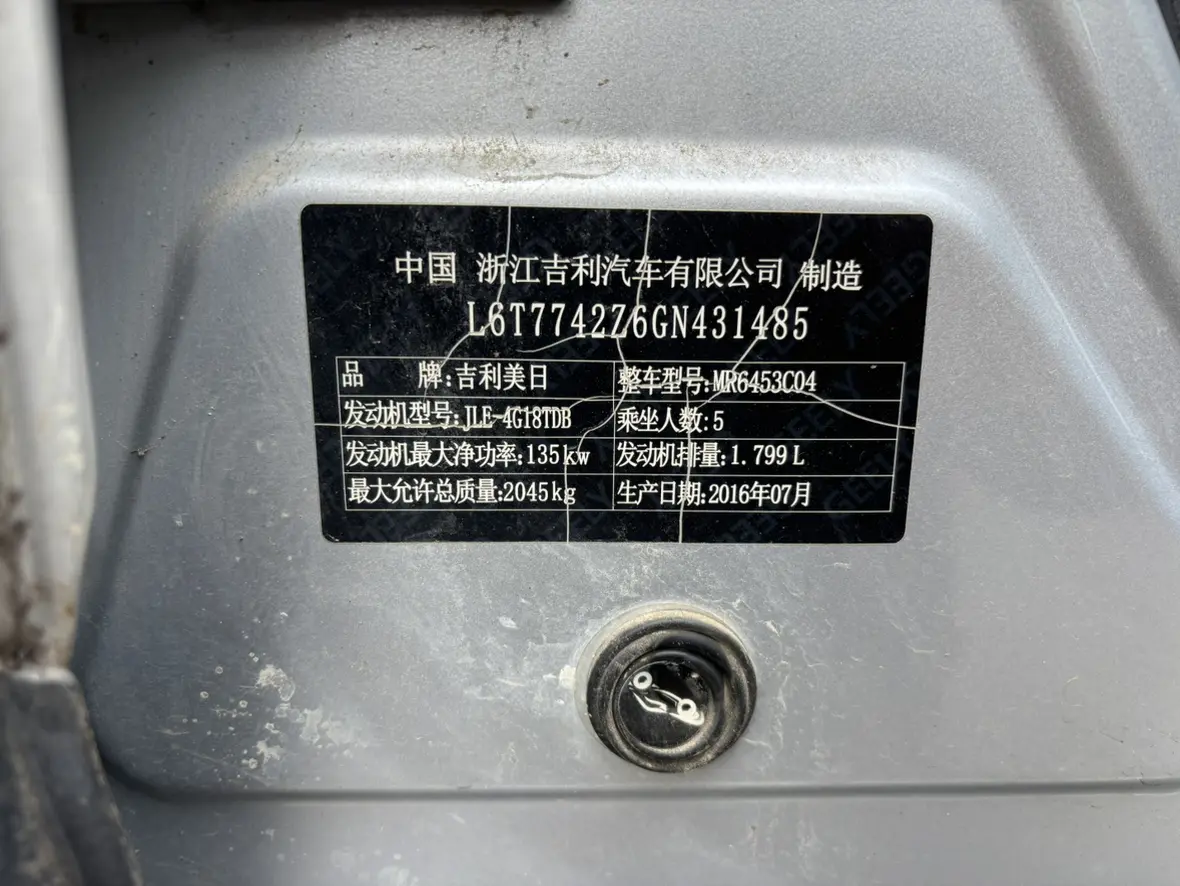 中国 浙江吉利汽车有限公司 制造
L6T7742Z6GN431485
品 牌:吉利美日 整车型号:MR6453C04
发动机型号:JLE-4G18TDB 乘坐人数:5
发动机最大净功率:135kw 发动机排量:1.799L
最大允许总质量:2045kg 生产日期:2016年07月